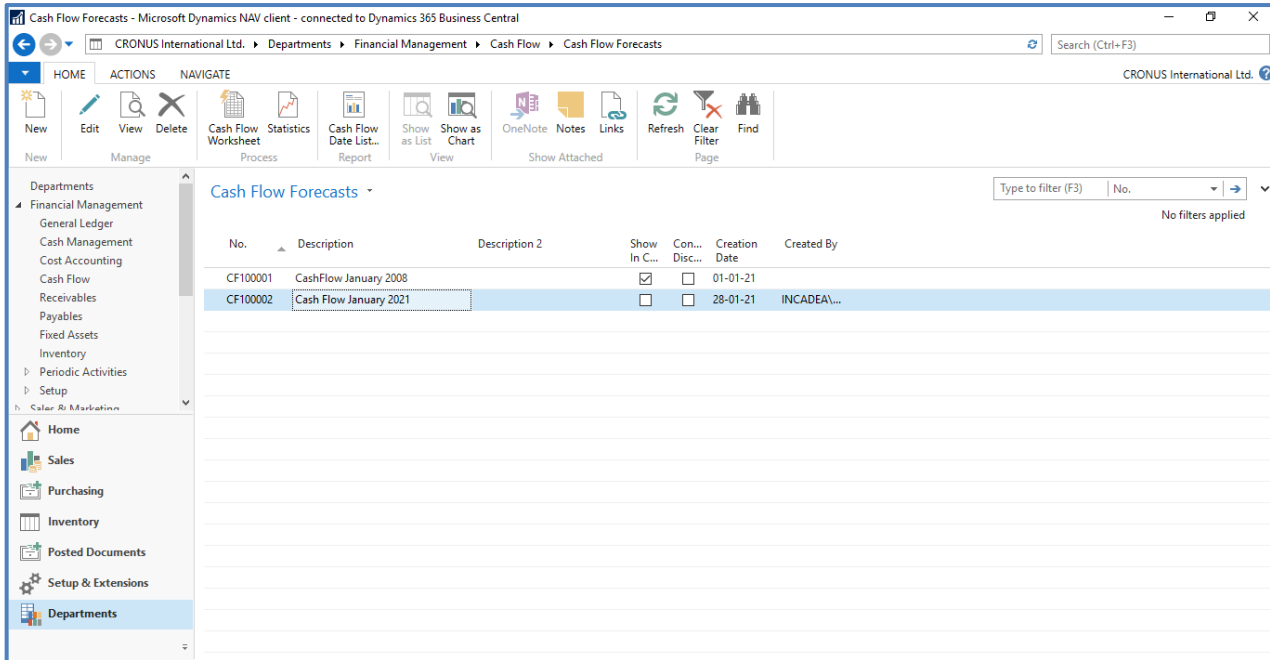 Cash Flow Forecasts - Microsoft Dynamics NAV client - connected to Dynamics 365 Business Central
CRONUS International Ltd. Departments Financial Management Cash Flow Cash Flow Forecasts
Search (Ctrl+F3)
HOME ACTIONS NAVIGATE
CRONUS International Ltd.
New Edit View Delete Cash Flow Worksheet Statistics Cash Flow Date List... Show as List Show as Chart OneNote Notes Links Refresh Clear Filter Find
New Manage Process Report View Show Attached Page
Departments
Financial Management
General Ledger
Cash Management
Cost Accounting
Cash Flow
Receivables
Payables
Fixed Assets
Inventory
Periodic Activities
Setup
Sales & Marketing
Home
Sales
Purchasing
Inventory
Posted Documents
Setup & Extensions
Departments
Cash Flow Forecasts
Type to filter (F3) No.
No filters applied
No. Description Description 2 Show In C... Con... Disc... Creation Date Created By
CF100001 CashFlow January 2008 01-01-21
CF100002 Cash Flow January 2021 28-01-21 INCADEA\...